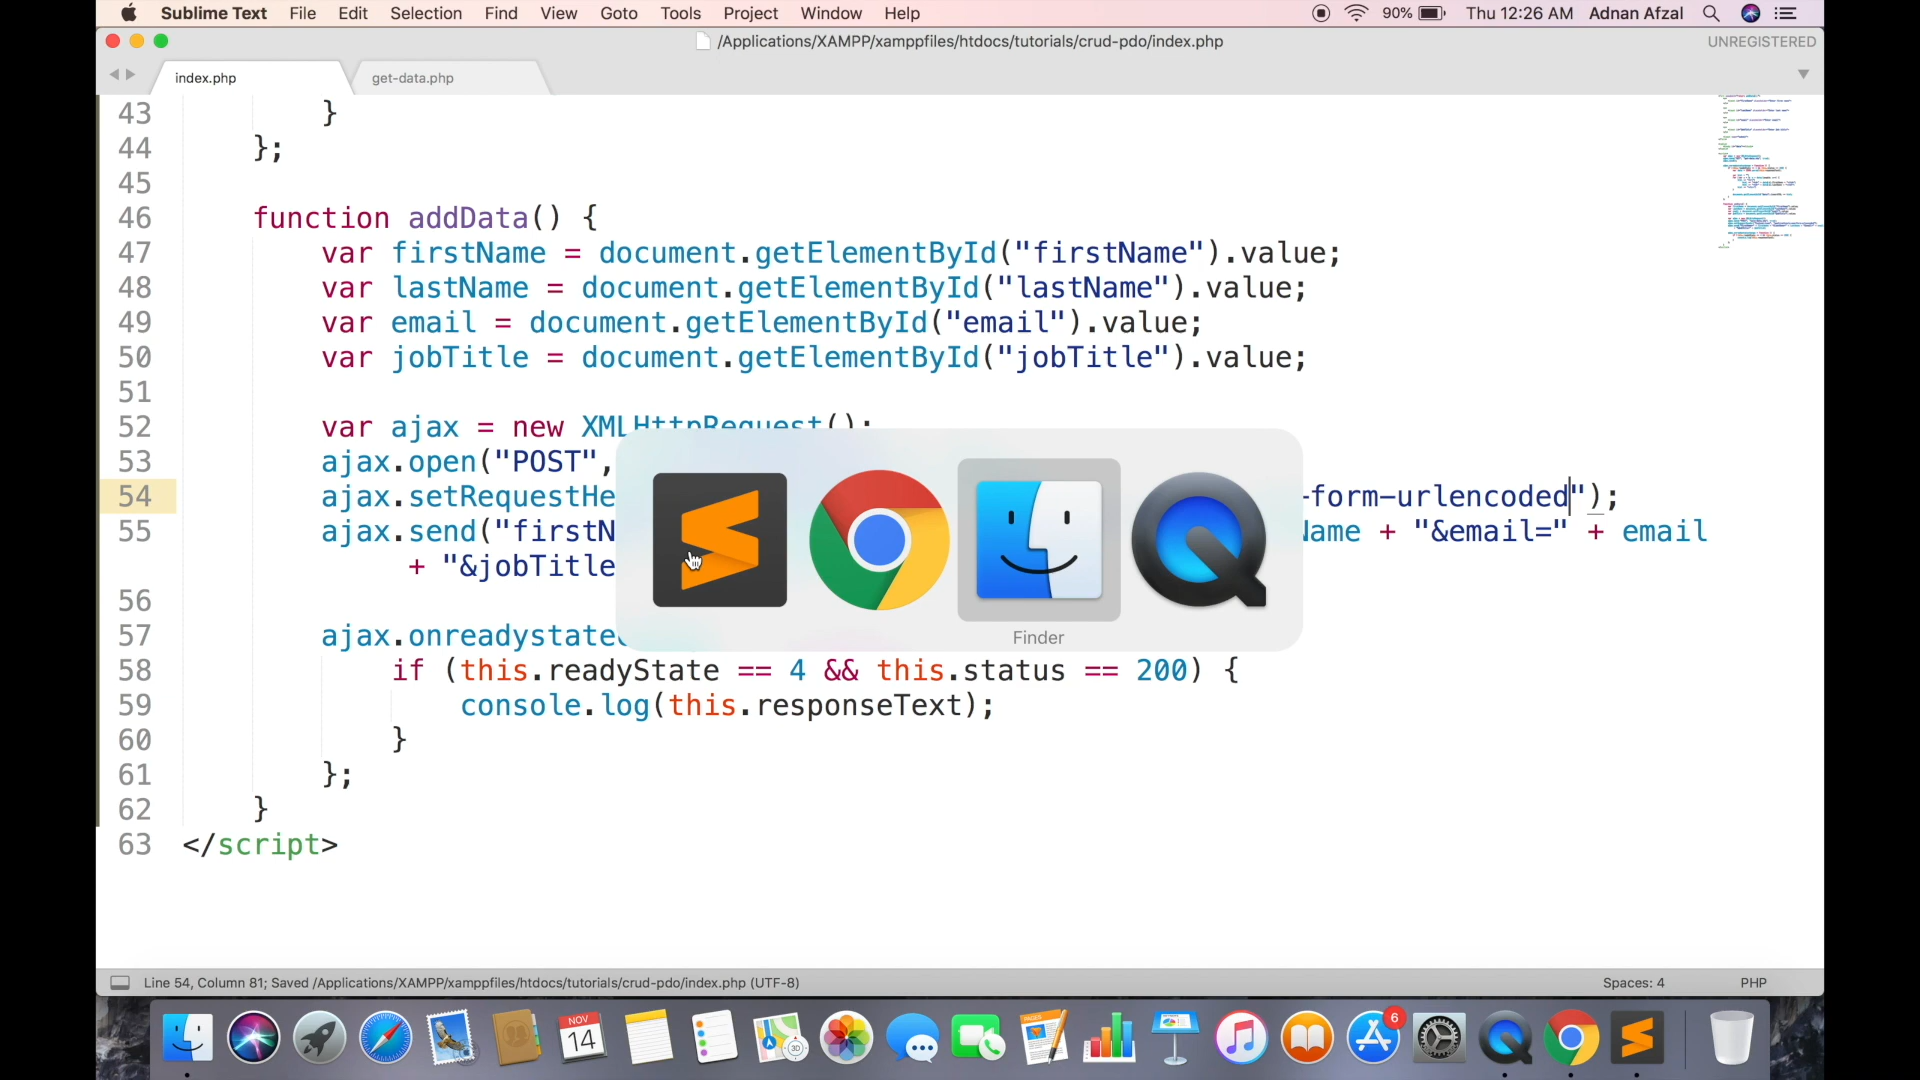 Sublime Text File Edit Selection Find View Goto Tools Project Window Help 90% Thu 12:26 AM Adnan Afzal
/Applications/XAMPP/xamppfiles/htdocs/tutorials/crud-pdo/index.php UNREGISTERED
index.php get-data.php
43 }
44 };
45
46 function addData() {
47 var firstName = document.getElementById("firstName").value;
48 var lastName = document.getElementById("lastName").value;
49 var email = document.getElementById("email").value;
50 var jobTitle = document.getElementById("jobTitle").value;
51
52 var ajax = new XMLHttpRequest();
53 ajax.open("POST",
54 ajax.setRequestHe -form-urlencoded");
55 ajax.send("firstN Name + "&email=" + email
+ "&jobTitle
56
57 ajax.onreadystate
58 if (this.readyState == 4 && this.status == 200) {
59 console.log(this.responseText);
60 }
61 };
62 }
63 </script>
Finder
Line 54, Column 81; Saved /Applications/XAMPP/xamppfiles/htdocs/tutorials/crud-pdo/index.php (UTF-8) Spaces: 4 PHP
NOV
14
30
6